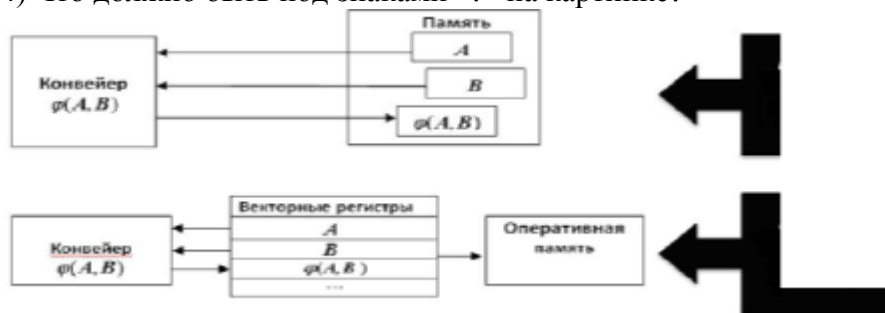 Память
A
Конвейер
B
φ(A, B)
φ(A, B)
Векторные регистры
A
Оперативная
Конвейер
B
память
φ(A, B)
φ(A, B)
...